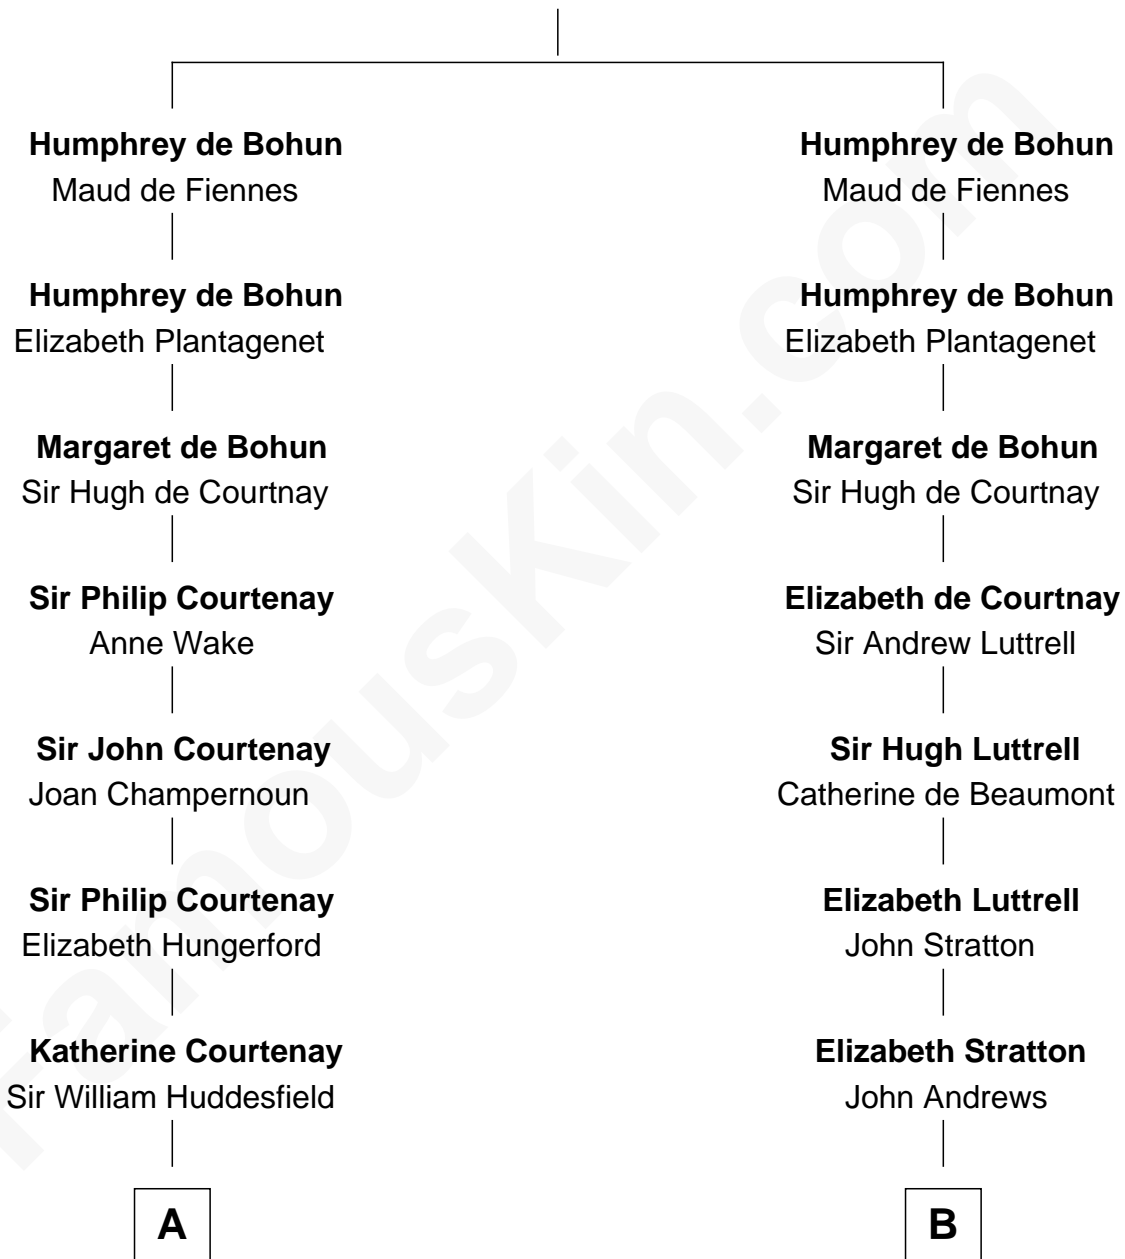 Humphrey de Bohun
Maud de Fiennes
Humphrey de Bohun
Elizabeth Plantagenet
Margaret de Bohun
Sir Hugh de Courtnay
Sir Philip Courtenay
Anne Wake
Sir John Courtenay
Joan Champernoun
Sir Philip Courtenay
Elizabeth Hungerford
Katherine Courtenay
Sir William Huddesfield
A
Humphrey de Bohun
Maud de Fiennes
Humphrey de Bohun
Elizabeth Plantagenet
Margaret de Bohun
Sir Hugh de Courtnay
Elizabeth de Courtnay
Sir Andrew Luttrell
Sir Hugh Luttrell
Catherine de Beaumont
Elizabeth Luttrell
John Stratton
Elizabeth Stratton
John Andrews
B
FamousKin.com